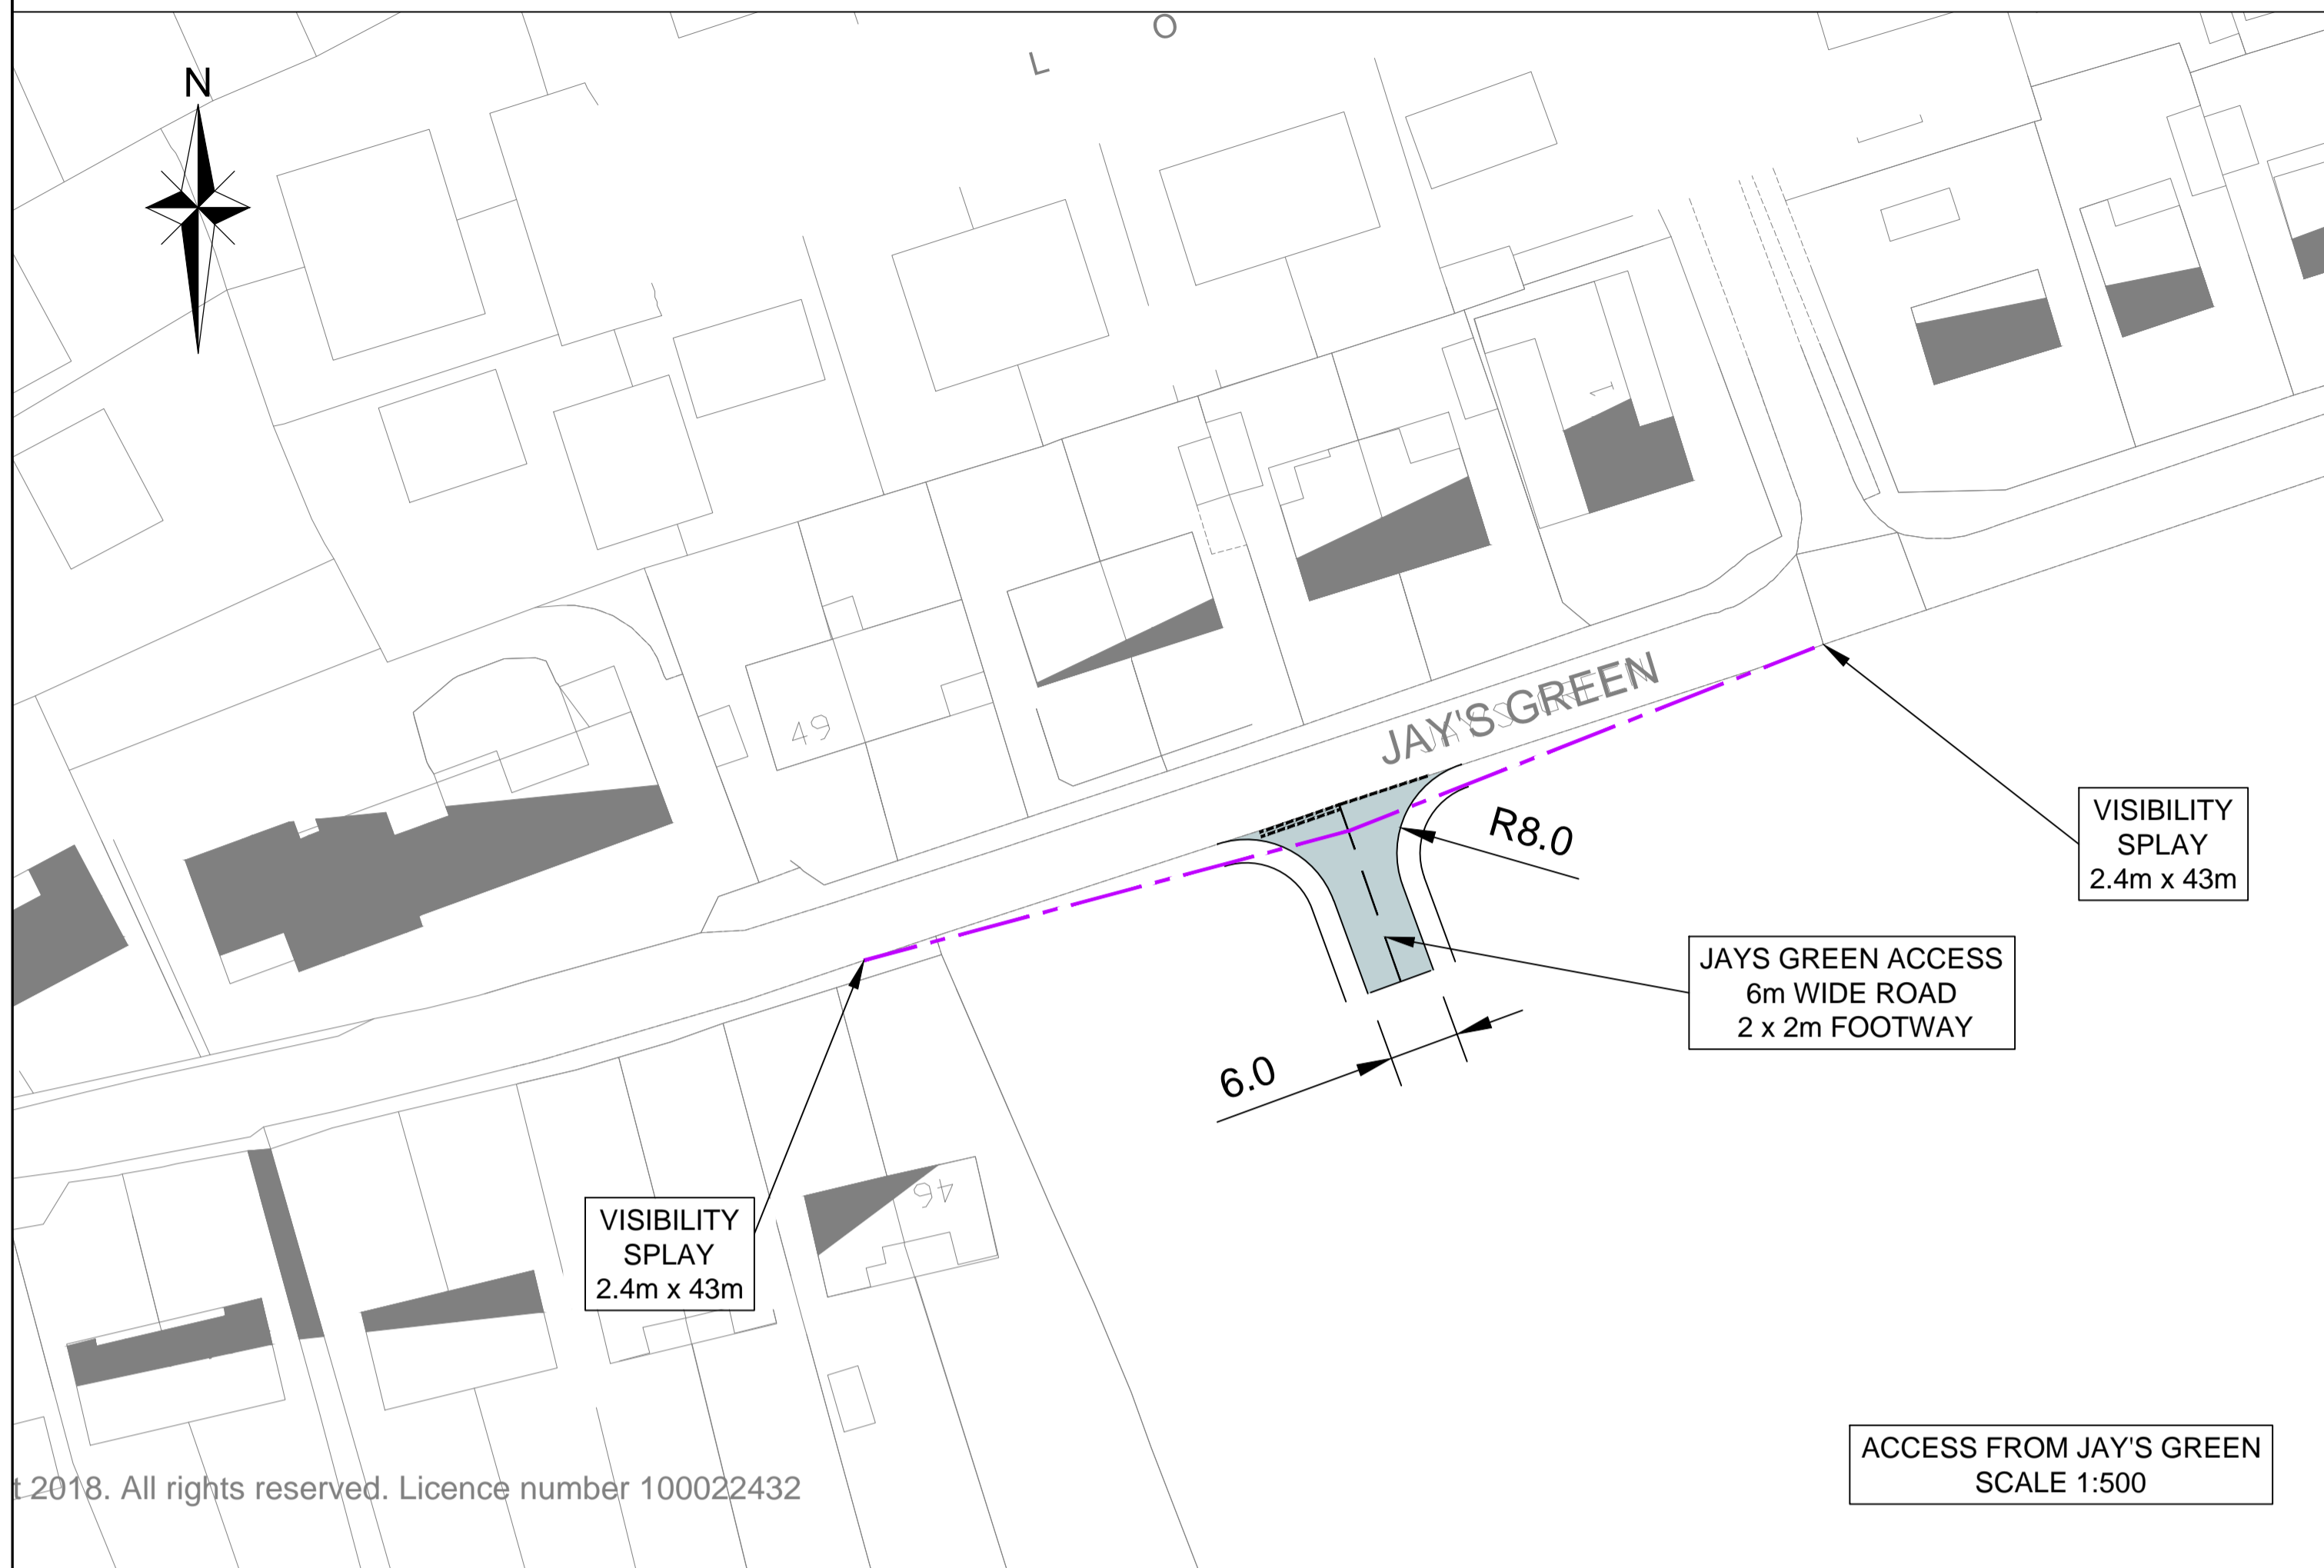 L
O
N
1
49
JAY'S GREEN
R8.0
VISIBILITY
SPLAY
2.4m x 43m
JAYS GREEN ACCESS
6m WIDE ROAD
2 x 2m FOOTWAY
6.0
46
VISIBILITY
SPLAY
2.4m x 43m
ACCESS FROM JAY'S GREEN
SCALE 1:500
t 2018. All rights reserved. Licence number 100022432